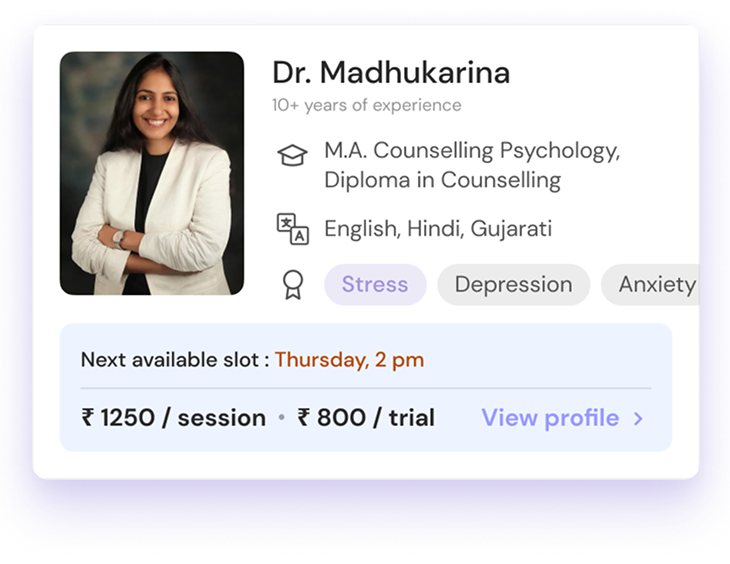 Dr. Madhukarina
10+ years of experience
M.A. Counselling Psychology,
Diploma in Counselling
English, Hindi, Gujarati
Stress Depression Anxiety
Next available slot : Thursday, 2 pm
₹ 1250 / session • ₹ 800 / trial View profile >